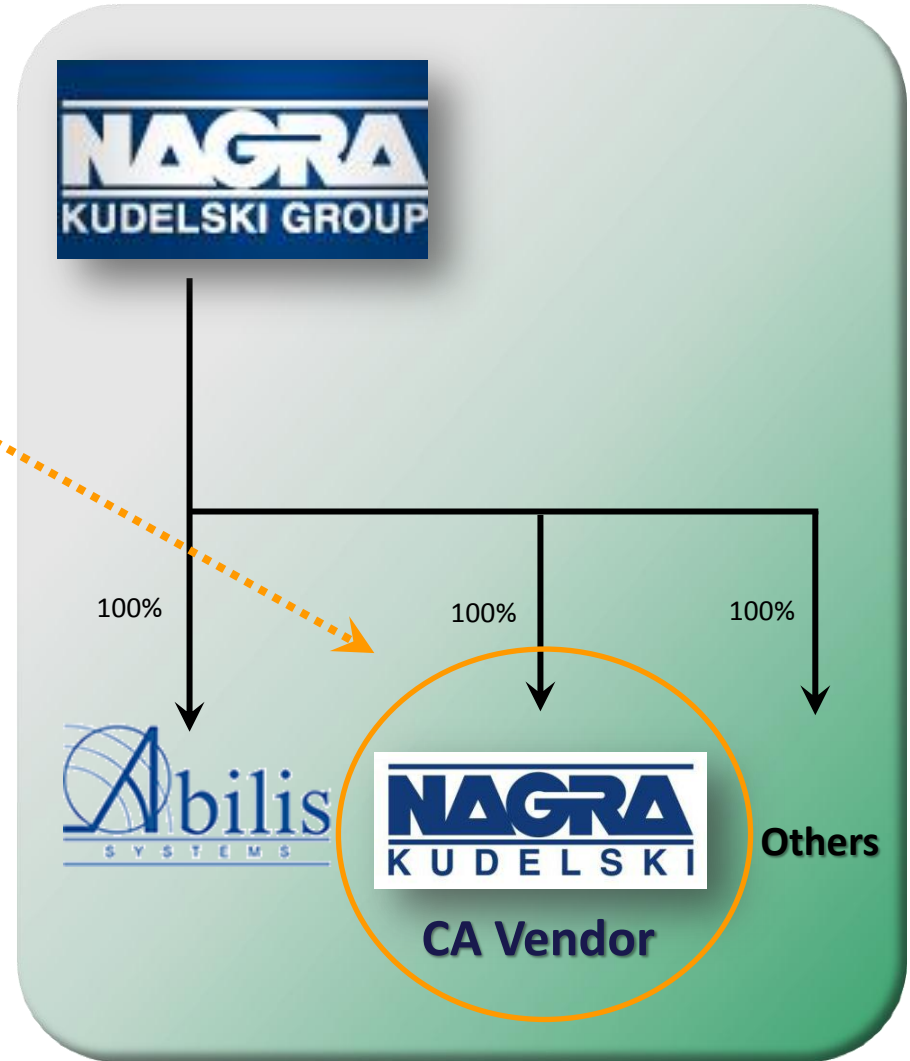 NAGRA
KUDELSKI GROUP
100%
100%
100%
Abilis
SYSTEMS
NAGRA
KUDELSKI
Others
CA Vendor